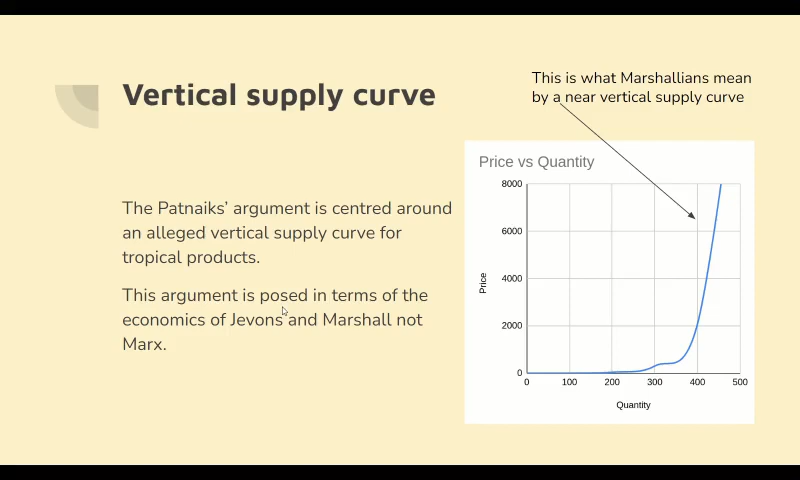 Vertical supply curve
This is what Marshallians mean
by a near vertical supply curve
The Patnaiks’ argument is centred around
an alleged vertical supply curve for
tropical products.
This argument is posed in terms of the
economics of Jevons and Marshall not
Marx.
Price vs Quantity
8000
6000
4000
2000
0
Price
0 100 200 300 400 500
Quantity